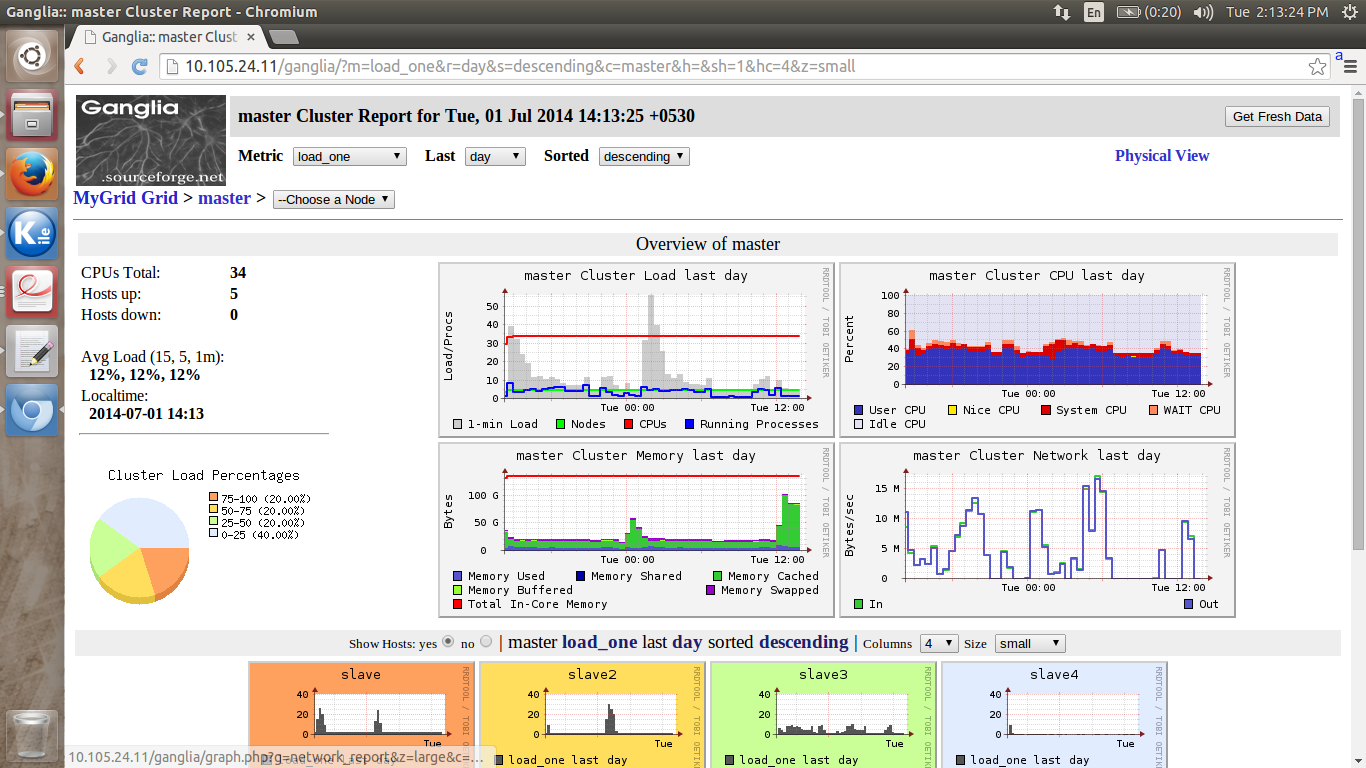 Ganglia:: master Cluster Report - Chromium
En (0:20) Tue 2:13:24 PM
Ganglia:: master Clust ×
10.105.24.11/ganglia/?m=load_one&r=day&s=descending&c=master&h=&sh=1&hc=4&z=small
a
Ganglia
.sourceforge.net
master Cluster Report for Tue, 01 Jul 2014 14:13:25 +0530
Get Fresh Data
Metric load_one Last day Sorted descending
Physical View
MyGrid Grid > master > --Choose a Node
Overview of master
CPUs Total: 34
Hosts up: 5
Hosts down: 0
Avg Load (15, 5, 1m):
12%, 12%, 12%
Localtime:
2014-07-01 14:13
Cluster Load Percentages
75-100 (20.00%)
50-75 (20.00%)
25-50 (20.00%)
0-25 (40.00%)
master Cluster Load last day
RRDTOOL / TOBI OETIKER
Load/Procs
50
40
30
20
10
0
Tue 00:00 Tue 12:00
1-min Load Nodes CPUs Running Processes
master Cluster CPU last day
RRDTOOL / TOBI OETIKER
Percent
100
80
60
40
20
0
Tue 00:00 Tue 12:00
User CPU Nice CPU System CPU WAIT CPU
Idle CPU
master Cluster Memory last day
RRDTOOL / TOBI OETIKER
Bytes
100 G
50 G
0
Tue 00:00 Tue 12:00
Memory Used Memory Shared Memory Cached
Memory Buffered Memory Swapped
Total In-Core Memory
master Cluster Network last day
RRDTOOL / TOBI OETIKER
Bytes/sec
15 M
10 M
5 M
0
Tue 00:00 Tue 12:00
In Out
Show Hosts: yes no | master load_one last day sorted descending | Columns 4 Size small
slave
RRDTOOL / TOBI OETIKER
40
20
0
Tue
load_one last day
slave2
RRDTOOL / TOBI OETIKER
40
20
0
Tue
load_one last day
slave3
RRDTOOL / TOBI OETIKER
40
20
0
Tue
load_one last day
slave4
RRDTOOL / TOBI OETIKER
40
20
0
Tue
load_one last day
10.105.24.11/ganglia/graph.php?g=network_report&z=large&c=...
Kile